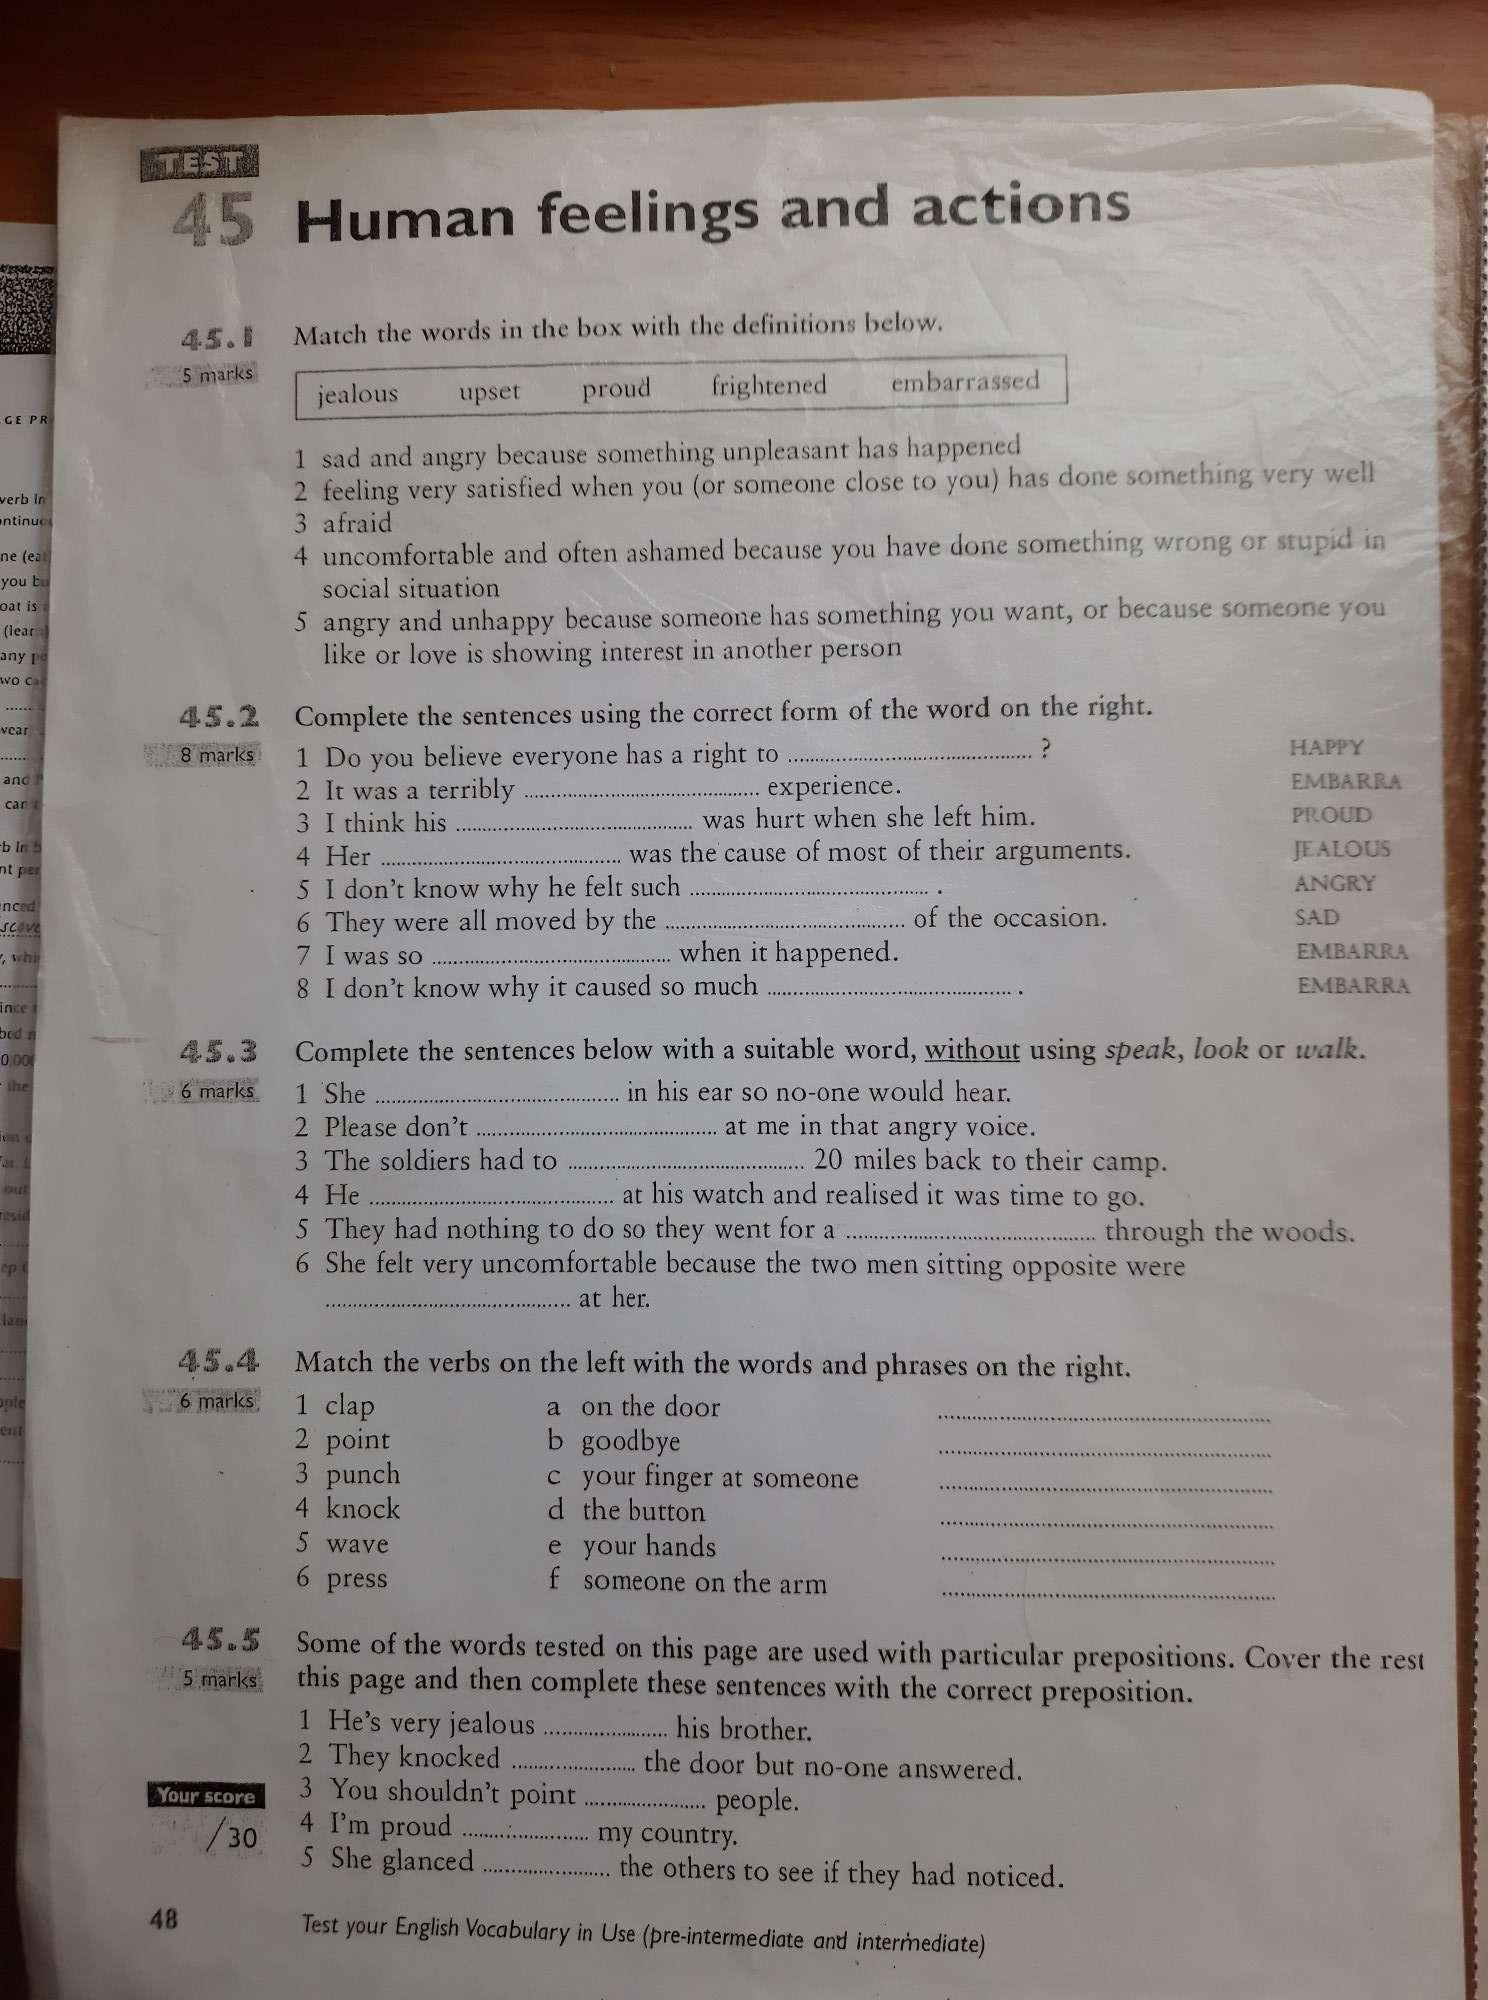 TEST
45 Human feelings and actions
45.1 Match the words in the box with the definitions below.
5 marks
jealous upset proud frightened embarrassed
1 sad and angry because something unpleasant has happened
2 feeling very satisfied when you (or someone close to you) has done something very well
3 afraid
4 uncomfortable and often ashamed because you have done something wrong or stupid in
social situation
5 angry and unhappy because someone has something you want, or because someone you
like or love is showing interest in another person
45.2 Complete the sentences using the correct form of the word on the right.
8 marks
1 Do you believe everyone has a right to .................... ? HAPPY
2 It was a terribly .................... experience. EMBARRA
3 I think his .................... was hurt when she left him. PROUD
4 Her .................... was the cause of most of their arguments. JEALOUS
5 I don't know why he felt such .................... . ANGRY
6 They were all moved by the .................... of the occasion. SAD
7 I was so .................... when it happened. EMBARRA
8 I don't know why it caused so much .................... . EMBARRA
45.3 Complete the sentences below with a suitable word, without using speak, look or walk.
6 marks
1 She .................... in his ear so no-one would hear.
2 Please don't .................... at me in that angry voice.
3 The soldiers had to .................... 20 miles back to their camp.
4 He .................... at his watch and realised it was time to go.
5 They had nothing to do so they went for a .................... through the woods.
6 She felt very uncomfortable because the two men sitting opposite were
.................... at her.
45.4 Match the verbs on the left with the words and phrases on the right.
6 marks
1 clap a on the door ....................
2 point b goodbye ....................
3 punch c your finger at someone ....................
4 knock d the button ....................
5 wave e your hands ....................
6 press f someone on the arm ....................
45.5 Some of the words tested on this page are used with particular prepositions. Cover the rest
5 marks
this page and then complete these sentences with the correct preposition.
1 He's very jealous .................... his brother.
2 They knocked .................... the door but no-one answered.
3 You shouldn't point .................... people.
4 I'm proud .................... my country.
5 She glanced .................... the others to see if they had noticed.
Your score
/30
48 Test your English Vocabulary in Use (pre-intermediate and intermediate)